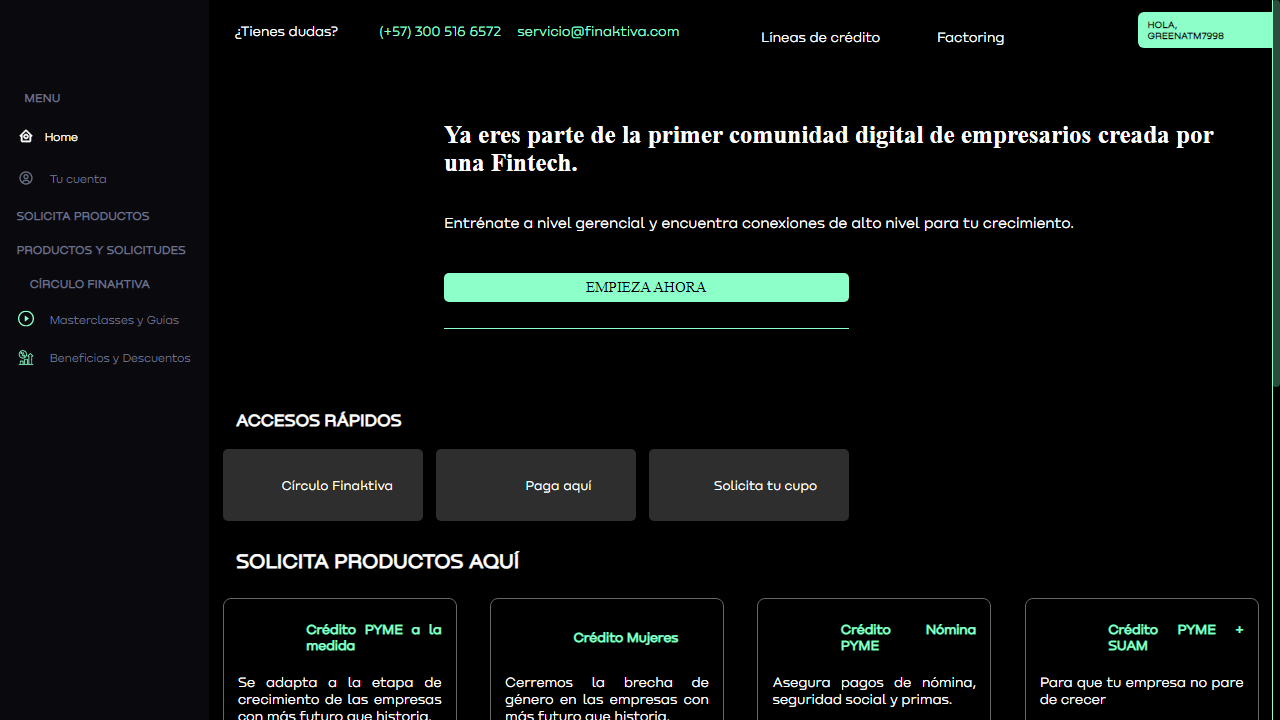 ¿Tienes dudas?
(+57) 300 516 6572
servicio@finaktiva.com
Líneas de crédito
Factoring
HOLA,
GREENATM7998
MENU
Home
Tu cuenta
SOLICITA PRODUCTOS
PRODUCTOS Y SOLICITUDES
CÍRCULO FINAKTIVA
Masterclasses y Guias
Beneficios y Descuentos
Ya eres parte de la primer comunidad digital de empresarios creada por
una Fintech.
Entrénate a nivel gerencial y encuentra conexiones de alto nivel para tu crecimiento.
EMPIEZA AHORA
ACCESOS RÁPIDOS
Círculo Finaktiva
Paga aquí
Solicita tu cupo
SOLICITA PRODUCTOS AQUÍ
Crédito PYME a la
medida
Se adapta a la etapa de
crecimiento de las empresas
con más futuro que historia.
Crédito Mujeres
Cerremos la brecha de
género en las empresas con
más futuro que historia.
Crédito Nómina
PYME
Asegura pagos de nómina,
seguridad social y primas.
Crédito PYME +
SUAM
Para que tu empresa no pare
de crecer